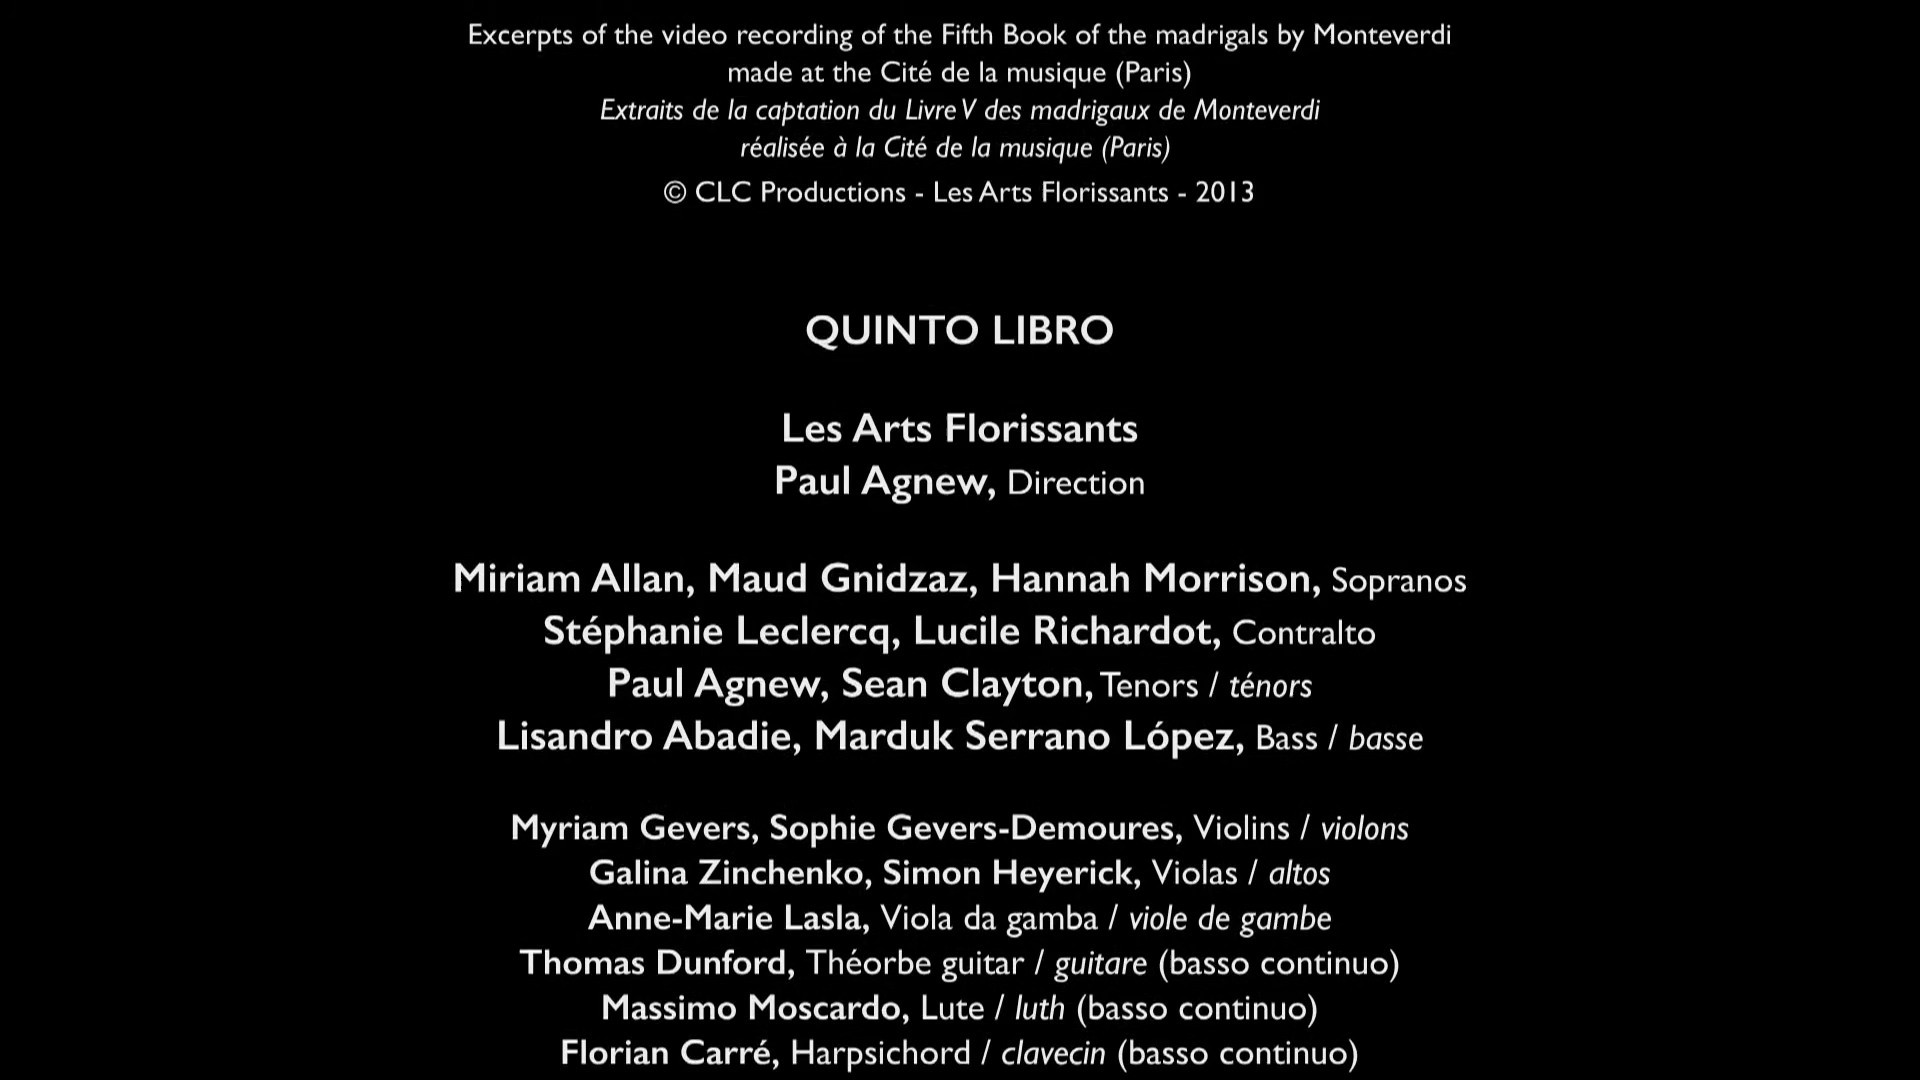 Excerpts of the video recording of the Fifth Book of the madrigals by Monteverdi
made at the Cité de la musique (Paris)
Extraits de la captation du Livre V des madrigaux de Monteverdi
réalisée à la Cité de la musique (Paris)
© CLC Productions - Les Arts Florissants - 2013
QUINTO LIBRO
Les Arts Florissants
Paul Agnew, Direction
Miriam Allan, Maud Gnidzaz, Hannah Morrison, Sopranos
Stéphanie Leclercq, Lucile Richardot, Contralto
Paul Agnew, Sean Clayton, Tenors / ténors
Lisandro Abadie, Marduk Serrano López, Bass / basse
Myriam Gevers, Sophie Gevers-Demoures, Violins / violons
Galina Zinchenko, Simon Heyerick, Violas / altos
Anne-Marie Lasla, Viola da gamba / viole de gambe
Thomas Dunford, Théorbe guitar / guitare (basso continuo)
Massimo Moscardo, Lute / luth (basso continuo)
Florian Carré, Harpsichord / clavecin (basso continuo)